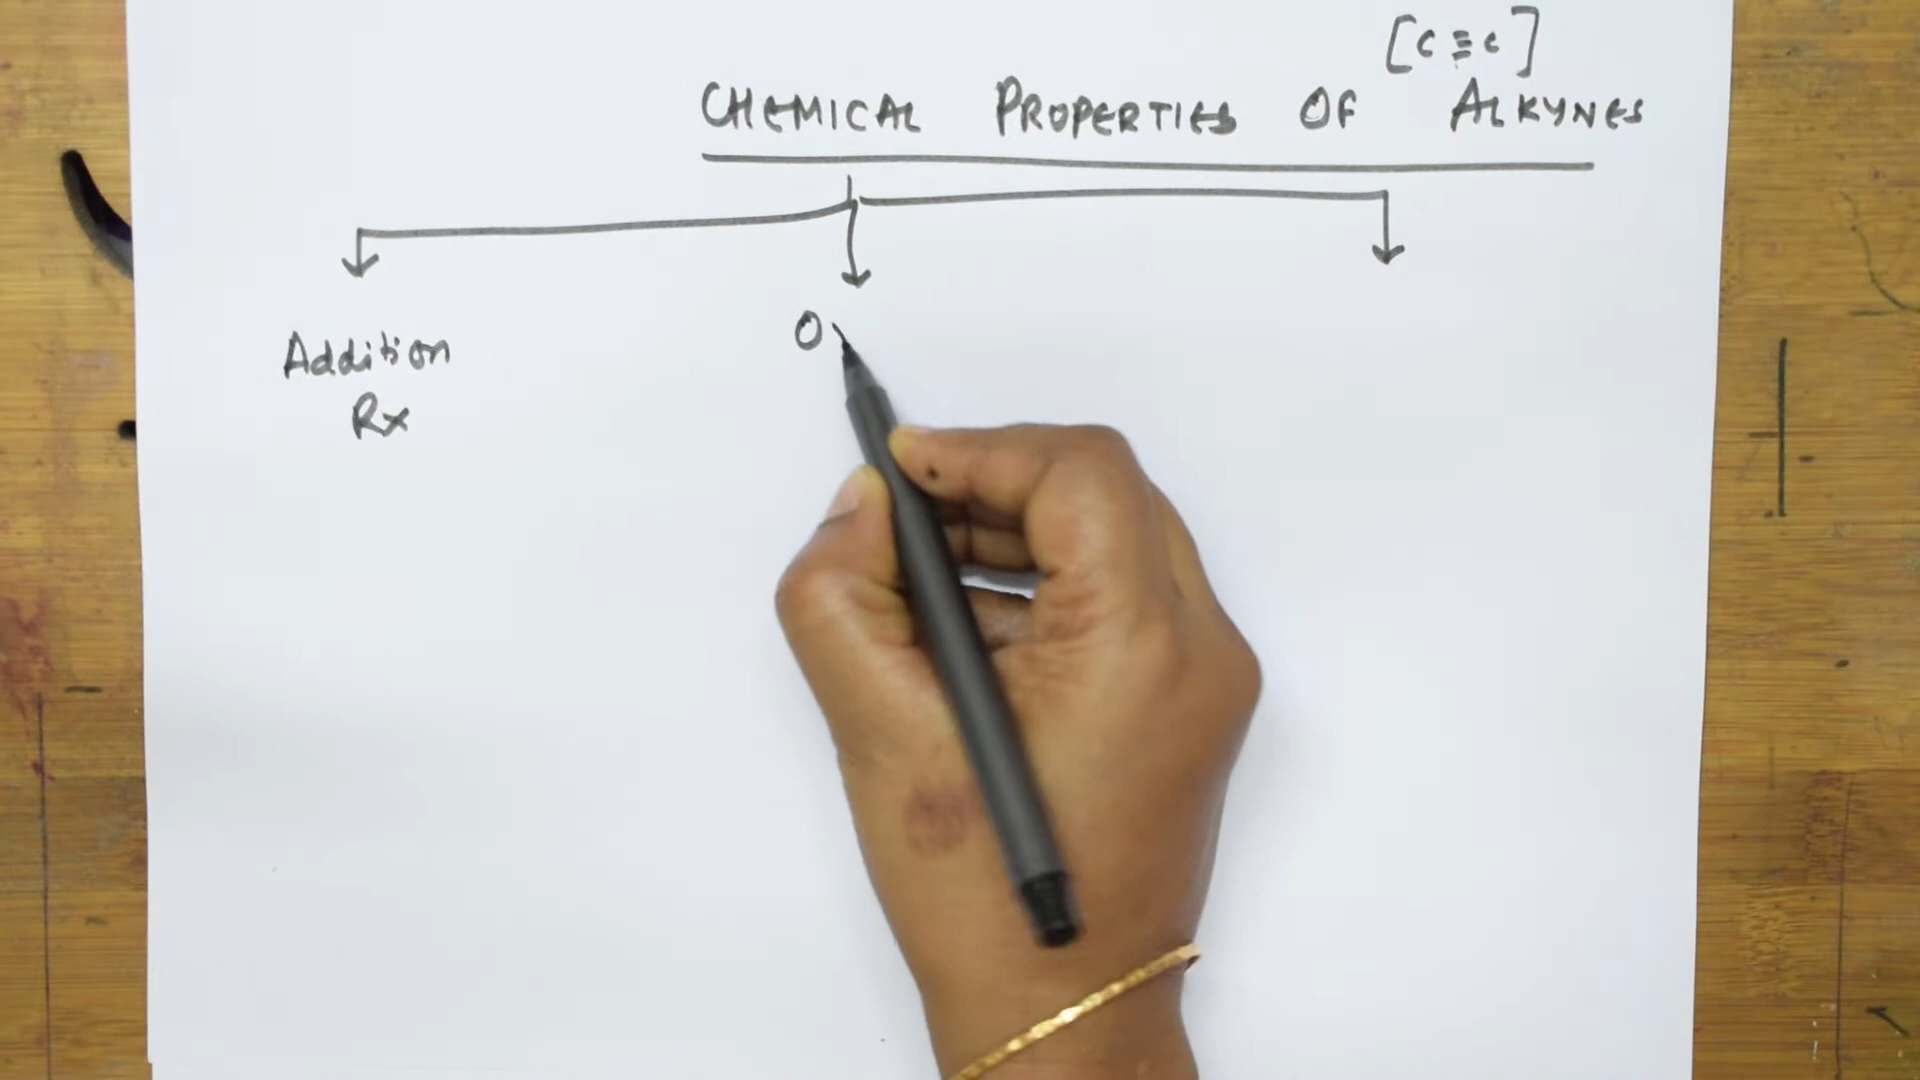 [C≡C]
CHEMICAL PROPERTIES OF ALKYNES
Addition
Rx
O